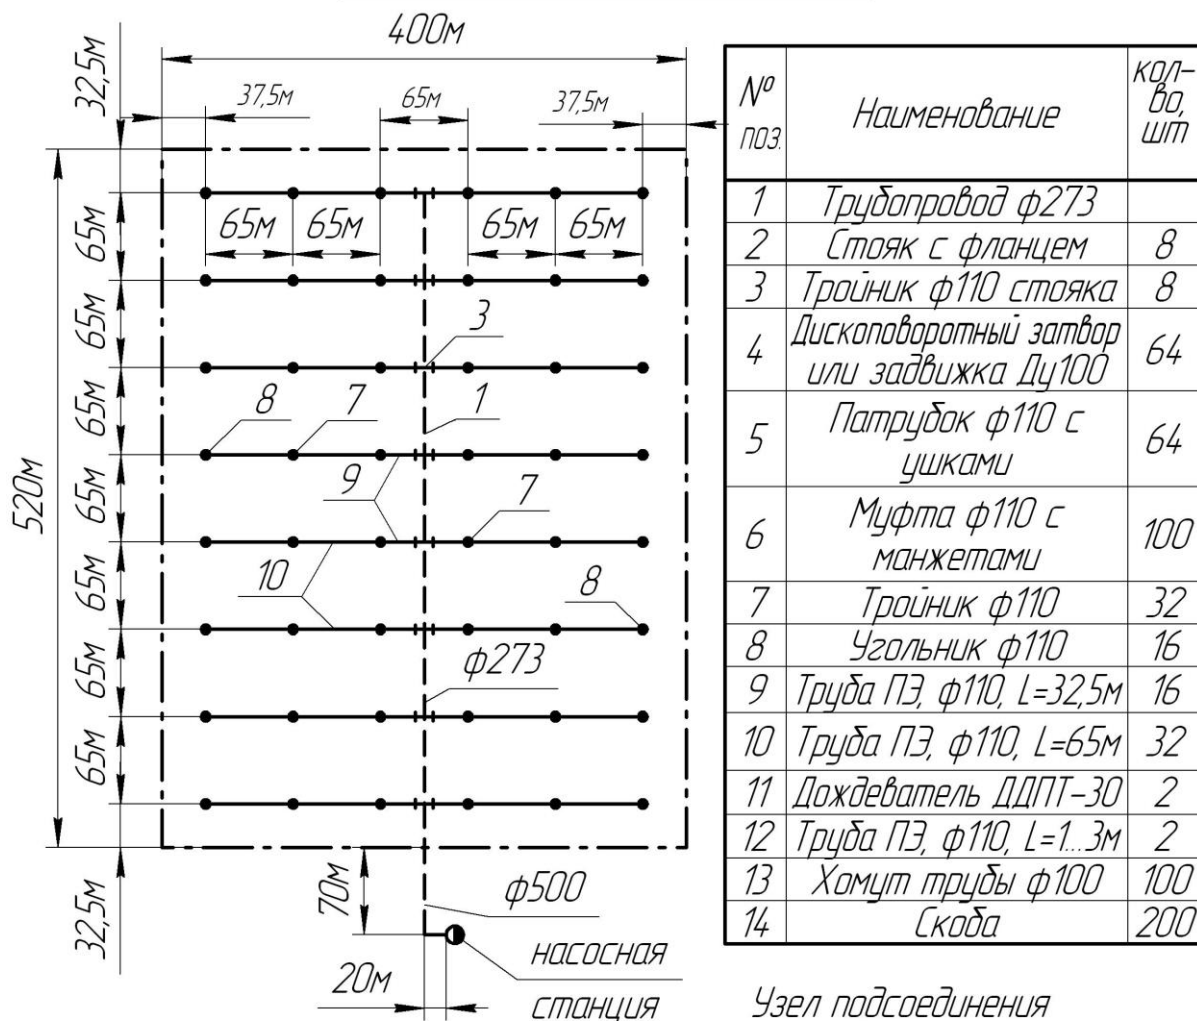 400м
32,5м
37,5м
65м
37,5м
65м
65м
65м
65м
65м
65м
65м
65м
65м
65м
65м
520м
3
1
8
7
9
7
10
8
ф273
70м
ф500
насосная
станция
20м
32,5м
№ поз.
Наименование
кол-
во,
шт
1 Трубопровод ф273
2 Стояк с фланцем 8
3 Тройник ф110 стояка 8
4 Дископоворотный затвор
или задвижка Ду100 64
5 Патрубок ф110 с
ушками 64
6 Муфта ф110 с
манжетами 100
7 Тройник ф110 32
8 Угольник ф110 16
9 Труба ПЭ, ф110, L=32,5м 16
10 Труба ПЭ, ф110, L=65м 32
11 Дождеватель ДДПТ-30 2
12 Труба ПЭ, ф110, L=1...3м 2
13 Хомут трубы ф100 100
14 Скоба 200
Узел подсоединения